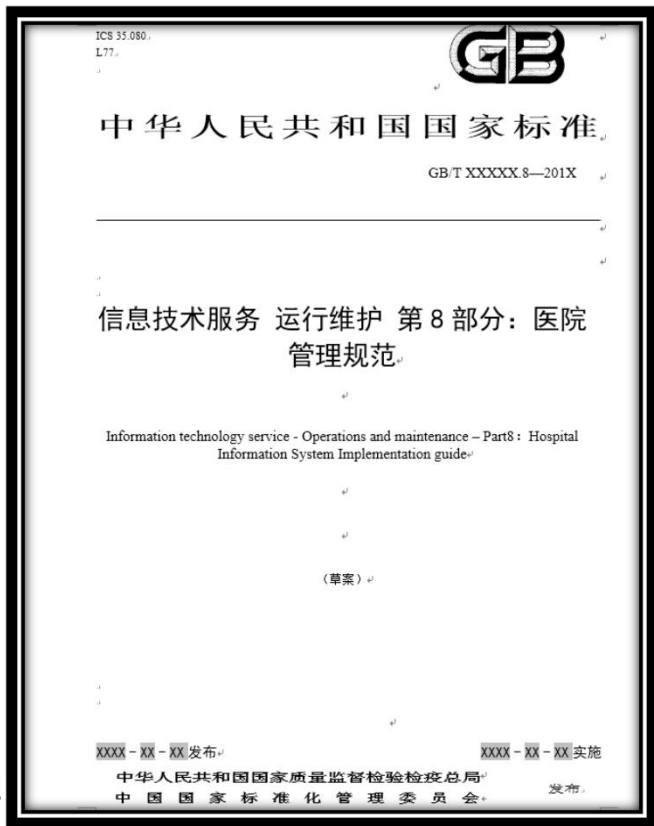 ICS 35.080
L77
GB
中华人民共和国国家标准
GB/T XXXXX.8—201X
信息技术服务 运行维护 第 8 部分：医院
管理规范
Information technology service - Operations and maintenance – Part8：Hospital
Information System Implementation guide
（草案）
XXXX－XX－XX发布
XXXX－XX－XX实施
中华人民共和国国家质量监督检验检疫总局
中国国家标准化管理委员会
发布